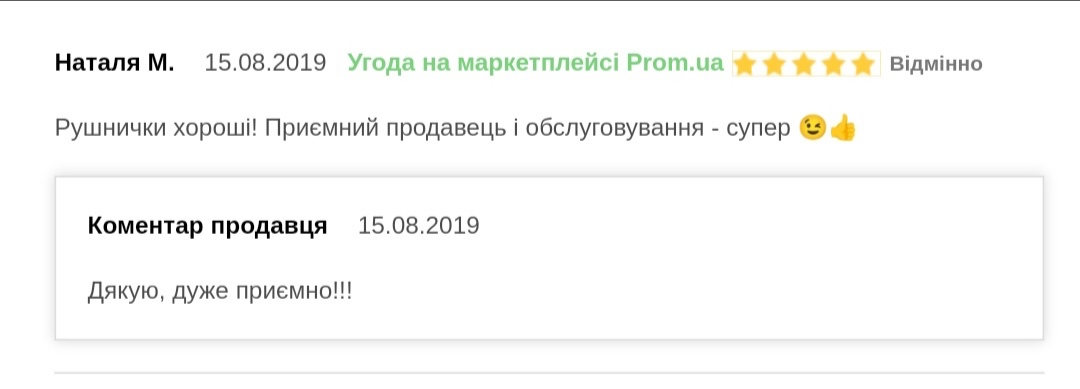 Наталя М. 15.08.2019 Угода на маркетплейсі Prom.ua ⭐⭐⭐⭐⭐ Відмінно
Рушнички хороші! Приємний продавець і обслуговування - супер 😉👍
Коментар продавця 15.08.2019
Дякую, дуже приємно!!!